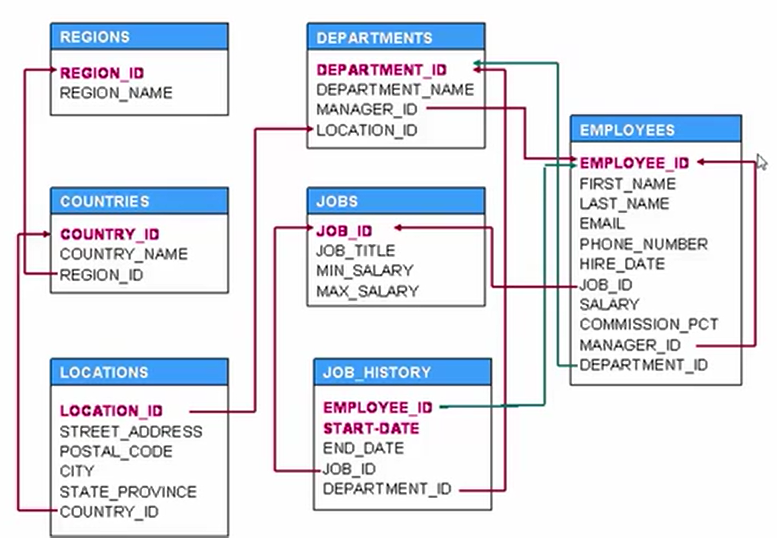 REGIONS
REGION_ID
REGION_NAME
COUNTRIES
COUNTRY_ID
COUNTRY_NAME
REGION_ID
LOCATIONS
LOCATION_ID
STREET_ADDRESS
POSTAL_CODE
CITY
STATE_PROVINCE
COUNTRY_ID
DEPARTMENTS
DEPARTMENT_ID
DEPARTMENT_NAME
MANAGER_ID
LOCATION_ID
JOBS
JOB_ID
JOB_TITLE
MIN_SALARY
MAX_SALARY
JOB_HISTORY
EMPLOYEE_ID
START-DATE
END_DATE
JOB_ID
DEPARTMENT_ID
EMPLOYEES
EMPLOYEE_ID
FIRST_NAME
LAST_NAME
EMAIL
PHONE_NUMBER
HIRE_DATE
JOB_ID
SALARY
COMMISSION_PCT
MANAGER_ID
DEPARTMENT_ID